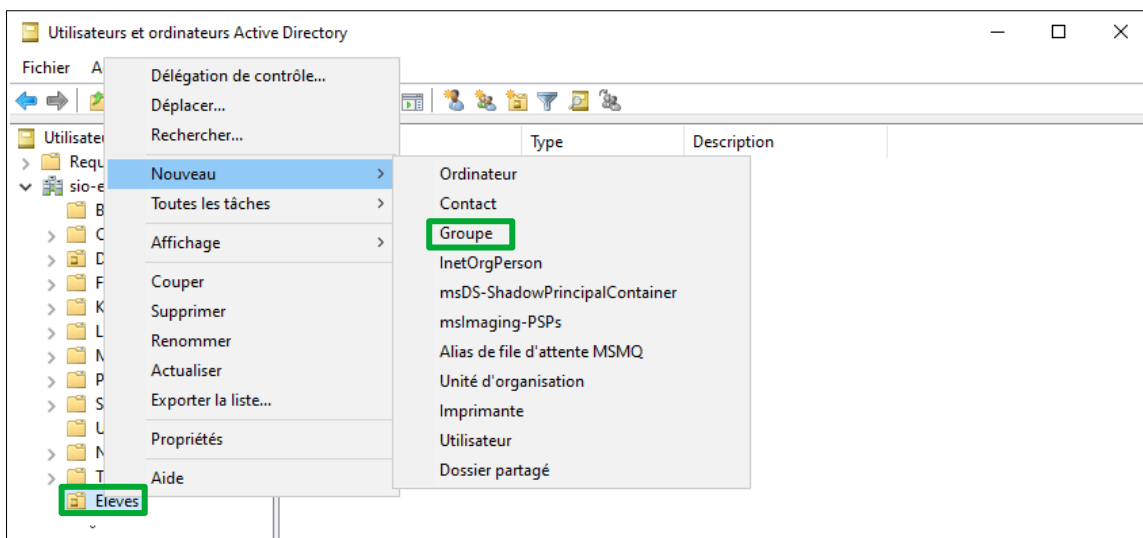 Utilisateurs et ordinateurs Active Directory
Fichier A
Délégation de contrôle...
Déplacer...
Rechercher...
Nouveau
Toutes les tâches
Affichage
Couper
Supprimer
Renommer
Actualiser
Exporter la liste...
Propriétés
Aide
Type Description
Ordinateur
Contact
Groupe
InetOrgPerson
msDS-ShadowPrincipalContainer
msImaging-PSPs
Alias de file d'attente MSMQ
Unité d'organisation
Imprimante
Utilisateur
Dossier partagé
Utilisate
Requ
sio-e
B
C
D
F
K
L
N
P
S
U
N
T
Eleves